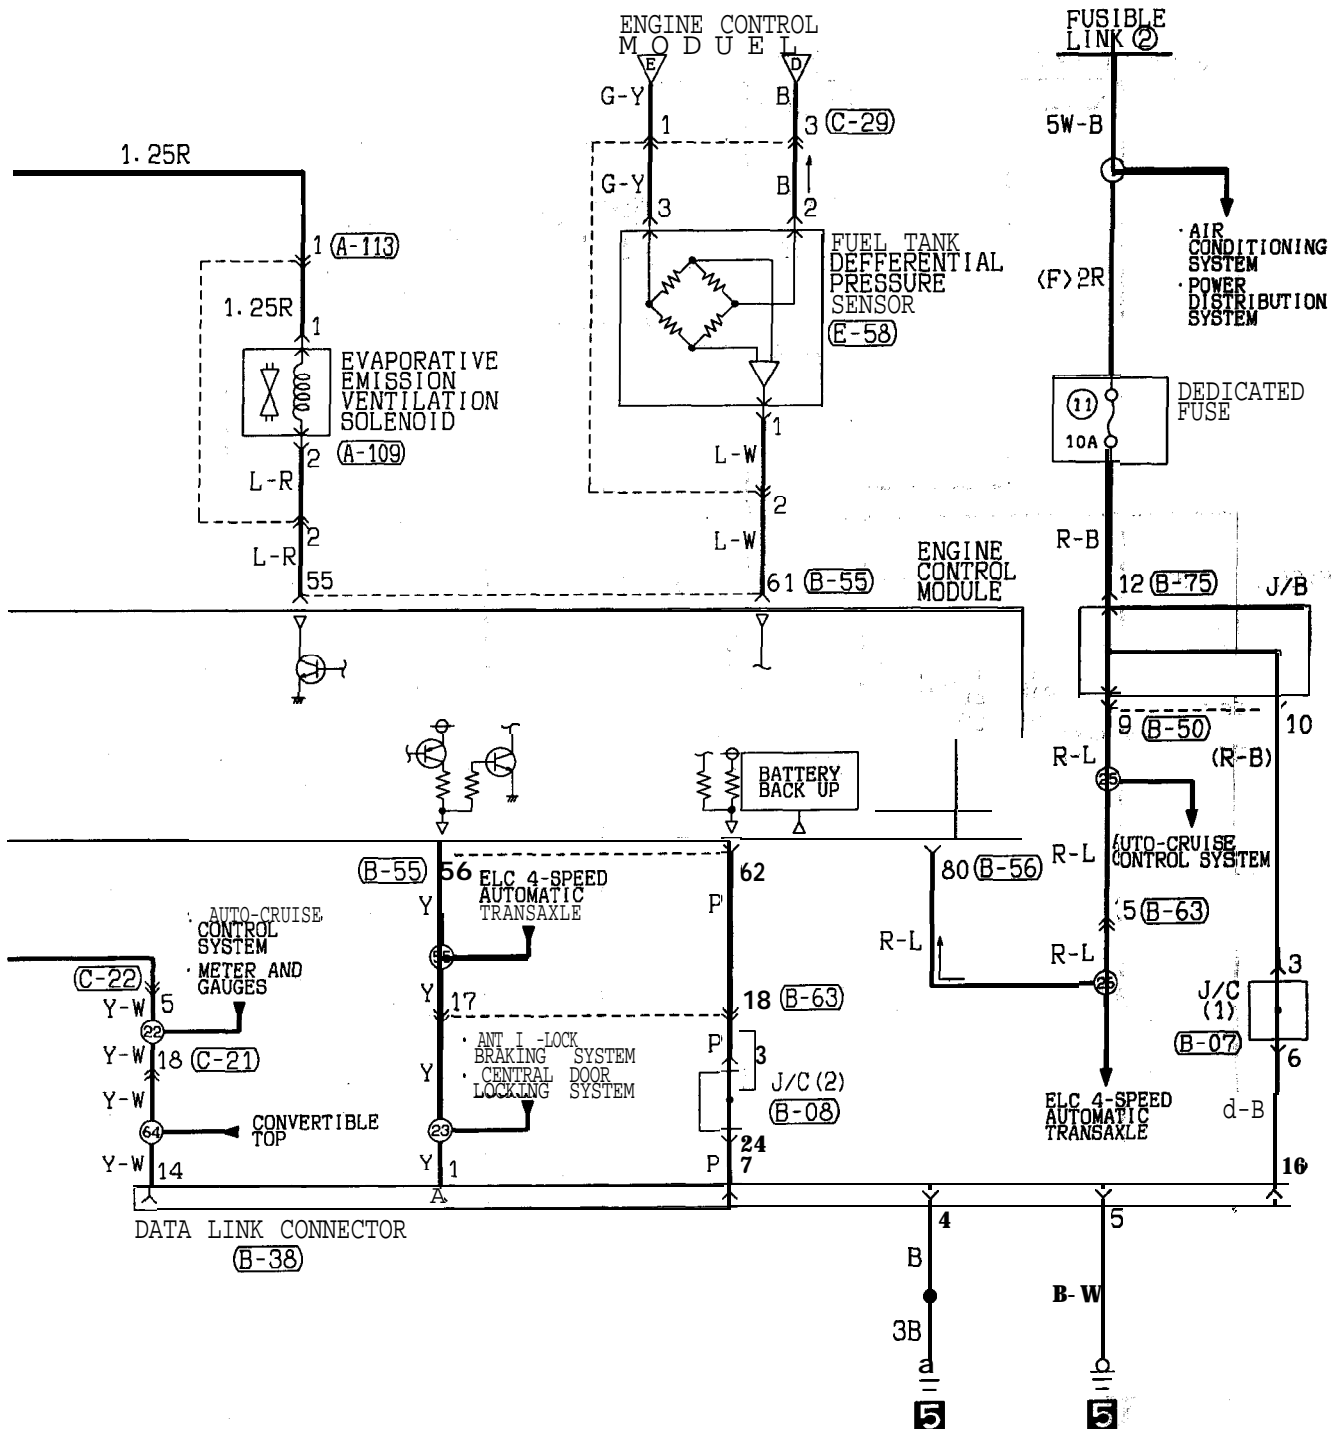 ENGINE CONTROL
MODUEL
FUSIBLE
LINK ②
E
D
G-Y
B
5W-B
1
3
C-29
1.25R
G-Y
B
3
2
1
A-113
FUEL TANK
DEFFERENTIAL
PRESSURE
SENSOR
E-58
· AIR
CONDITIONING
SYSTEM
· POWER
DISTRIBUTION
SYSTEM
<F>2R
1.25R
1
EVAPORATIVE
EMISSION
VENTILATION
SOLENOID
A-109
2
L-R
1
L-W
11
10A
DEDICATED
FUSE
2
L-R
55
2
L-W
61
B-55
ENGINE
CONTROL
MODULE
R-B
12
B-75
J/B
9
B-50
10
R-L
(R-B)
25
BATTERY
BACK UP
AUTO-CRUISE
CONTROL SYSTEM
B-55
56
ELC 4-SPEED
AUTOMATIC
TRANSAXLE
Y
62
P
80
B-56
R-L
5
B-63
R-L
R-L
26
· AUTO-CRUISE
CONTROL
SYSTEM
· METER AND
GAUGES
C-22
Y-W
5
22
Y-W
18
C-21
Y-W
64
CONVERTIBLE
TOP
Y-W
14
Y
17
· ANT I -LOCK
BRAKING SYSTEM
· CENTRAL DOOR
LOCKING SYSTEM
Y
23
Y
1
18
B-63
P
3
J/C(2)
B-08
24
P
7
3
J/C
(1)
B-07
6
ELC 4-SPEED
AUTOMATIC
TRANSAXLE
d-B
16
A
DATA LINK CONNECTOR
B-38
4
5
B
B-W
3B
a
5
5